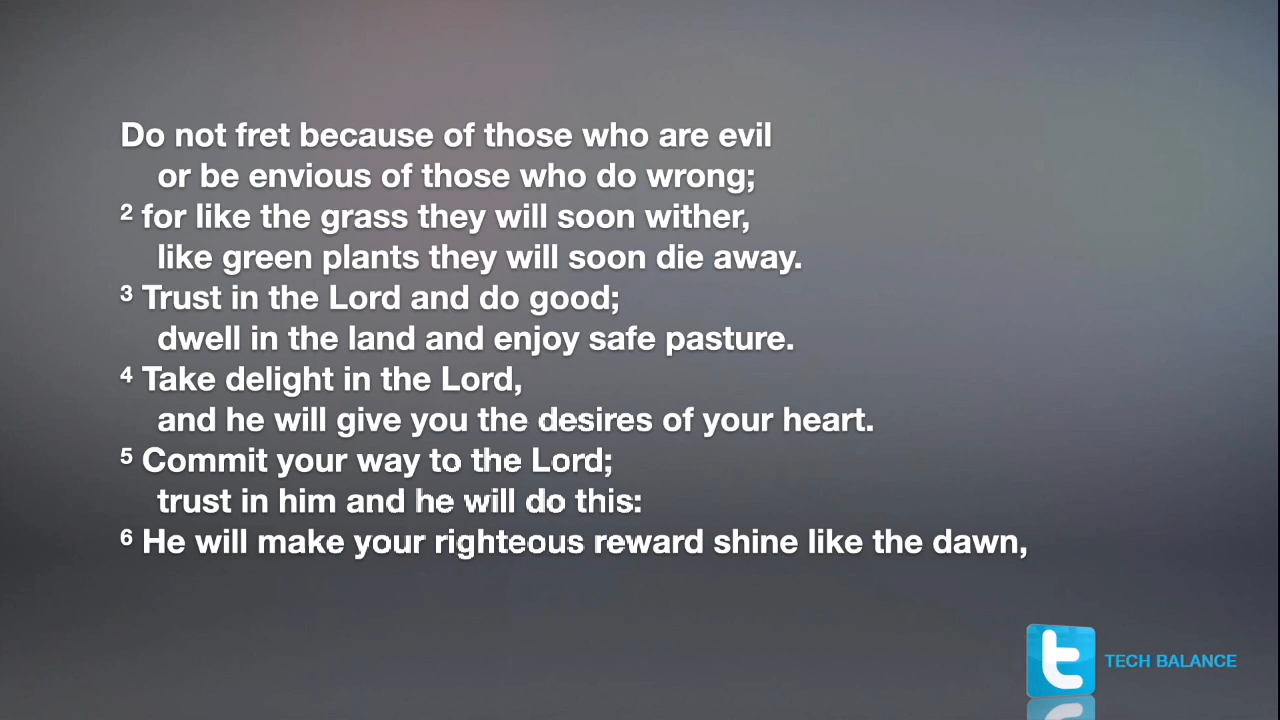 Do not fret because of those who are evil
or be envious of those who do wrong;
2 for like the grass they will soon wither,
like green plants they will soon die away.
3 Trust in the Lord and do good;
dwell in the land and enjoy safe pasture.
4 Take delight in the Lord,
and he will give you the desires of your heart.
5 Commit your way to the Lord;
trust in him and he will do this:
6 He will make your righteous reward shine like the dawn,
t TECH BALANCE